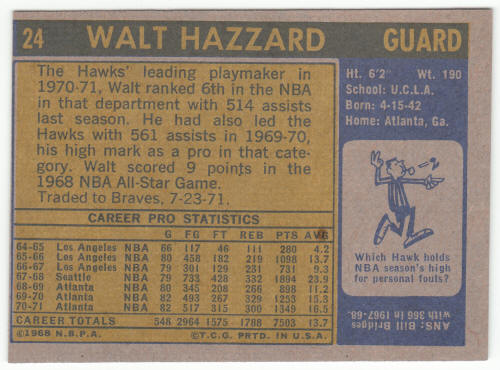 24 WALT HAZZARD GUARD
The Hawks' leading playmaker in
1970-71, Walt ranked 6th in the NBA
in that department with 514 assists
last season. He had also led the
Hawks with 561 assists in 1969-70,
his high mark as a pro in that cate-
gory. Walt scored 9 points in the
1968 NBA All-Star Game.
Traded to Braves, 7-23-71.
Ht. 6'2" Wt. 190
School: U.C.L.A.
Born: 4-15-42
Home: Atlanta, Ga.
CAREER PRO STATISTICS
G FG FT REB PTS AVG
64-65 Los Angeles NBA 66 117 46 111 280 4.2
65-66 Los Angeles NBA 80 458 182 219 1098 13.7
66-67 Los Angeles NBA 79 301 129 231 731 9.3
67-68 Seattle NBA 79 733 428 332 1894 23.9
68-69 Atlanta NBA 80 345 208 266 898 11.2
69-70 Atlanta NBA 82 493 267 329 1253 15.3
70-71 Atlanta NBA 82 517 315 300 1349 16.5
CAREER TOTALS 548 2964 1575 1788 7503 13.7
©1968 N.B.P.A. ©T.C.G. PRTD. IN U.S.A.
Which Hawk holds
NBA season's high
for personal fouls?
ANS: Bill Bridges
with 366 in 1967-68.